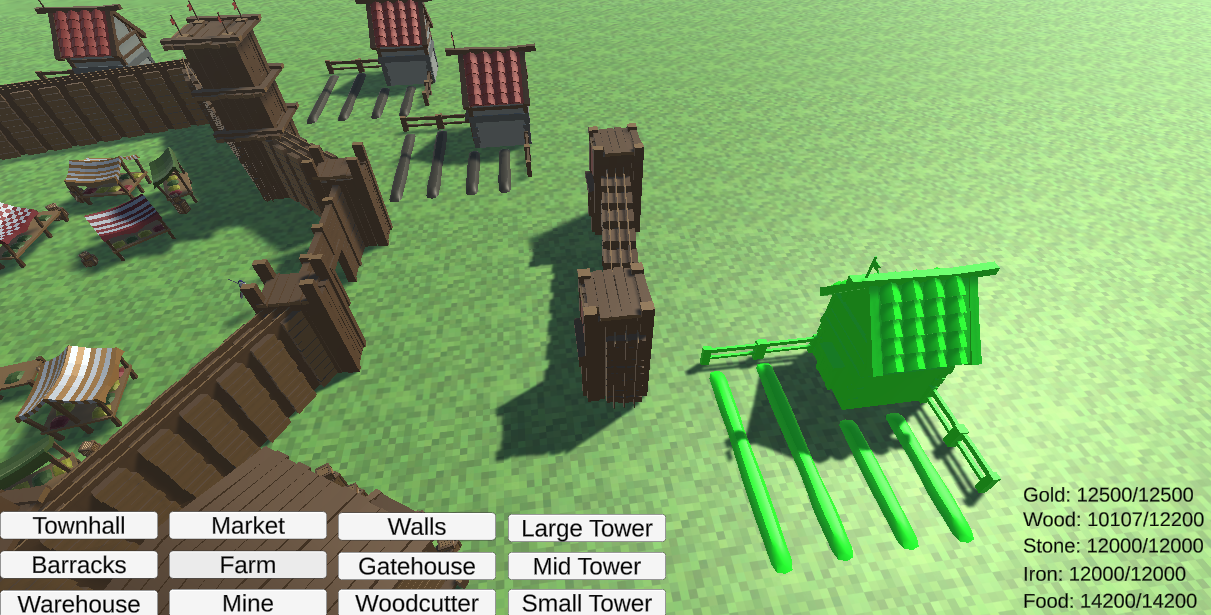 Townhall Market Walls Large Tower
Barracks Farm Gatehouse Mid Tower
Warehouse Mine Woodcutter Small Tower
Gold: 12500/12500
Wood: 10107/12200
Stone: 12000/12000
Iron: 12000/12000
Food: 14200/14200